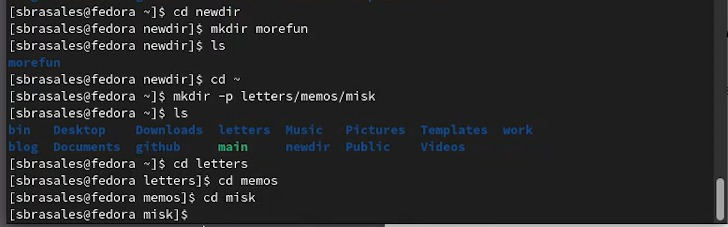 [sbrasales@fedora ~]$ cd newdir
[sbrasales@fedora newdir]$ mkdir morefun
[sbrasales@fedora newdir]$ ls
morefun
[sbrasales@fedora newdir]$ cd ~
[sbrasales@fedora ~]$ mkdir -p letters/memos/misk
[sbrasales@fedora ~]$ ls
bin Desktop Downloads letters Music Pictures Templates work
blog Documents github main newdir Public Videos
[sbrasales@fedora ~]$ cd letters
[sbrasales@fedora letters]$ cd memos
[sbrasales@fedora memos]$ cd misk
[sbrasales@fedora misk]$